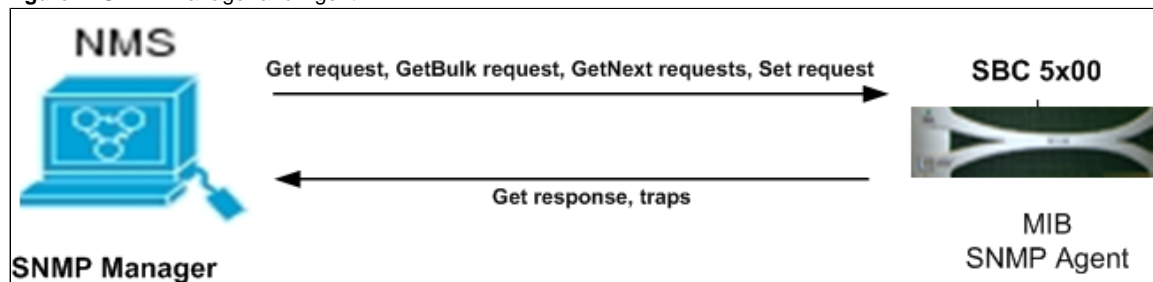 NMS
Get request, GetBulk request, GetNext requests, Set request
SBC 5x00
Get response, traps
MIB
SNMP Agent
SNMP Manager